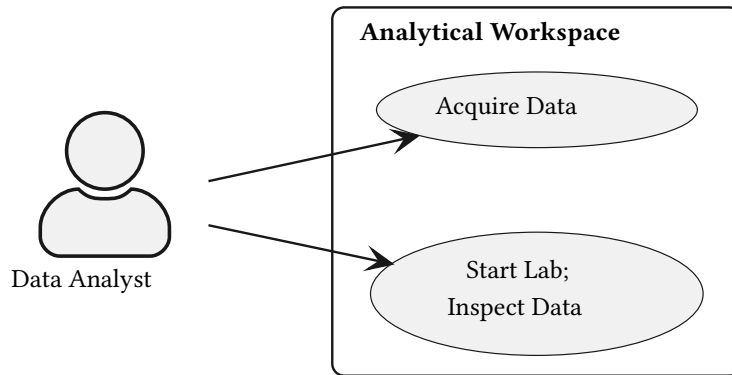 Analytical Workspace
Acquire Data
Data Analyst
Start Lab;
Inspect Data